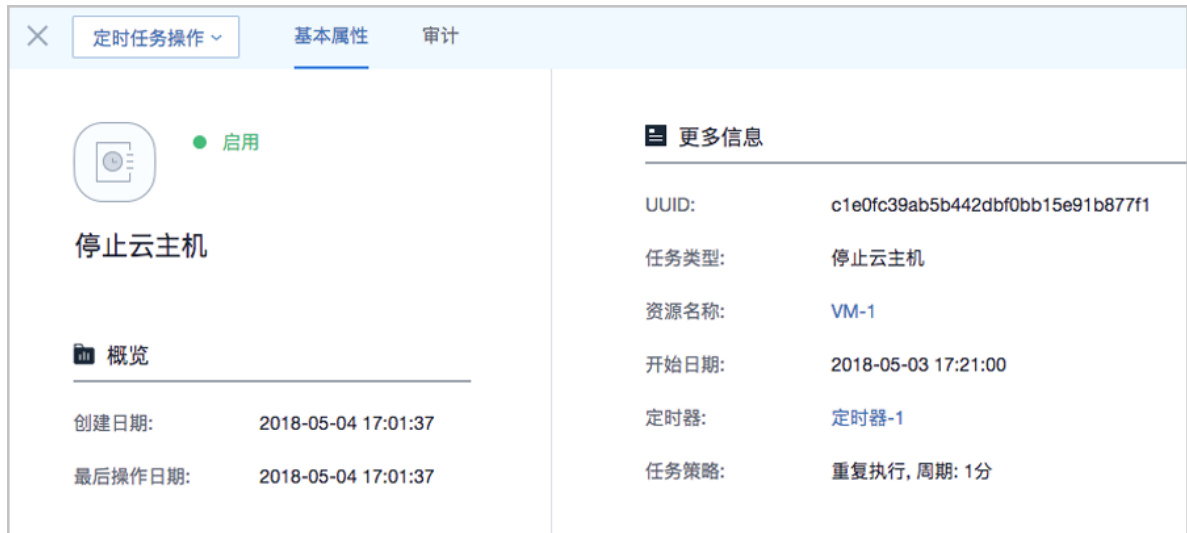 定时任务操作 基本属性 审计
启用
停止云主机
概览
创建日期: 2018-05-04 17:01:37
最后操作日期: 2018-05-04 17:01:37
更多信息
UUID: c1e0fc39ab5b442dbf0bb15e91b877f1
任务类型: 停止云主机
资源名称: VM-1
开始日期: 2018-05-03 17:21:00
定时器: 定时器-1
任务策略: 重复执行, 周期: 1分